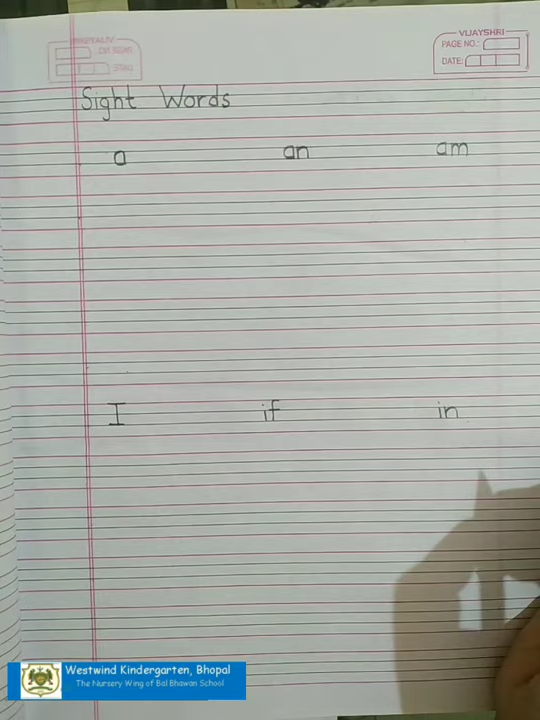 VIJAYSHRI
PAGE NO.:
DATE:
Sight Words
a an am
I if in
Westwind Kindergarten, Bhopal
The Nursery Wing of Bal Bhawan School